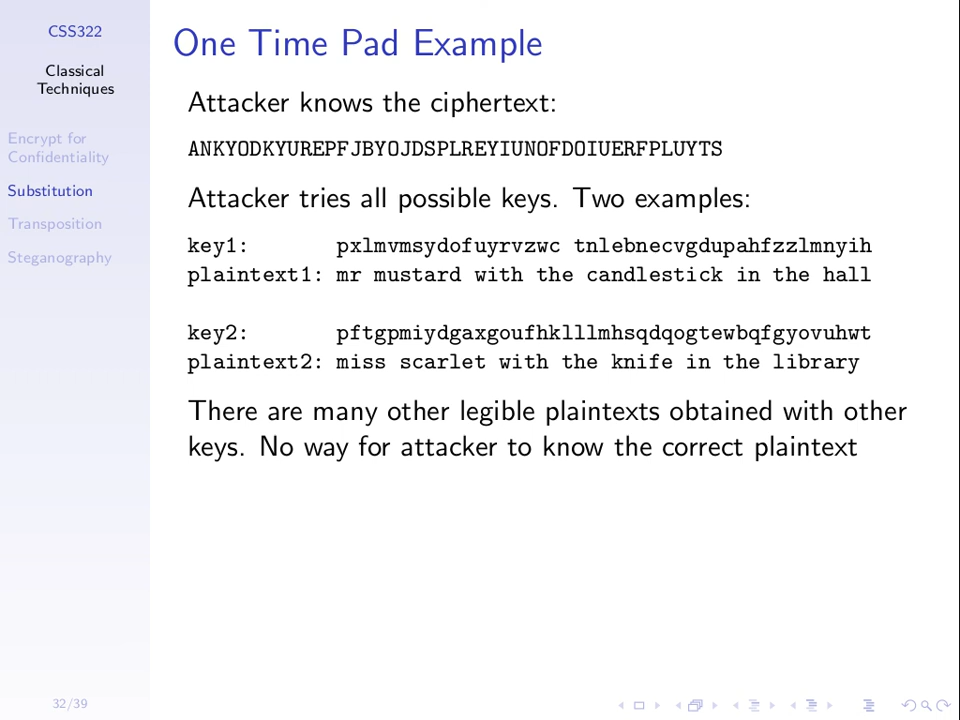 CSS322
Classical
Techniques
Encrypt for
Confidentiality
Substitution
Transposition
Steganography
32/39
One Time Pad Example
Attacker knows the ciphertext:
ANKYODKYUREPFJBYOJDSPLREYIUNOFDOIUERFPLUYTS
Attacker tries all possible keys. Two examples:
key1: pxlmvmsydofuyrvzwc tnlebnecvgdupahfzzlmnyih
plaintext1: mr mustard with the candlestick in the hall
key2: pftgpmiydgaxgoufhklllmhsqdqogtewbqfgyovuhwt
plaintext2: miss scarlet with the knife in the library
There are many other legible plaintexts obtained with other
keys. No way for attacker to know the correct plaintext